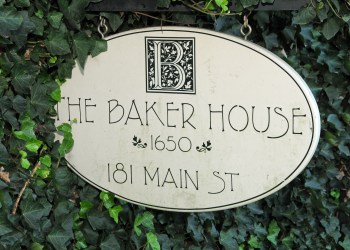 B
THE BAKER HOUSE
1650
181 MAIN ST